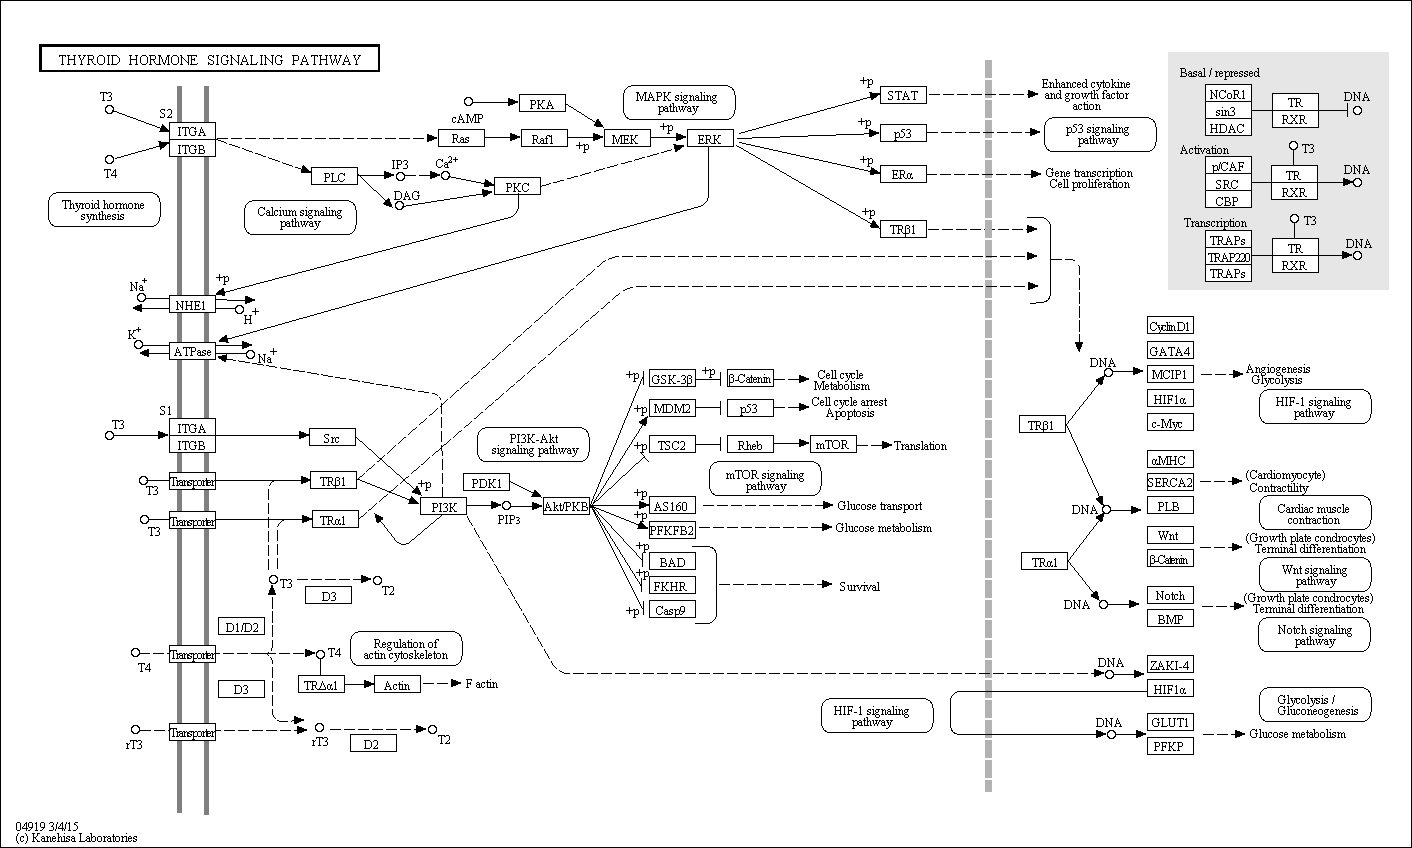 THYROID HORMONE SIGNALING PATHWAY
T3
S2
ITGA
ITGB
T4
Thyroid hormone
synthesis
cAMP
PKA
MAPK signaling
pathway
Ras
Raf1
+p
MEK
+p
ERK
PLC
IP3
Ca2+
DAG
PKC
Calcium signaling
pathway
+p
STAT
+p
p53
+p
ERα
+p
TRβ1
Enhanced cytokine
and growth factor
action
p53 signaling
pathway
Gene transcription
Cell proliferation
Basal / repressed
NCoR1
sin3
HDAC
TR
RXR
DNA
Activation
p/CAF
SRC
CBP
T3
TR
RXR
DNA
Transcription
TRAPs
TRAP220
TRAPs
T3
TR
RXR
DNA
Na+
+p
NHE1
H+
K+
ATPase
Na+
S1
T3
ITGA
ITGB
Src
Transporter
T3
TRβ1
Transporter
T3
TRα1
+p
PI3K
PI3K-Akt
signaling pathway
PDK1
PIP3
Akt/PKB
+p
GSK-3β
+p
β-Catenin
Cell cycle
Metabolism
+p
MDM2
p53
Cell cycle arrest
Apoptosis
+p
TSC2
Rheb
mTOR
Translation
mTOR signaling
pathway
+p
AS160
Glucose transport
+p
PFKFB2
Glucose metabolism
+p
BAD
+p
FKHR
+p
Casp9
Survival
T3
T2
D3
D1/D2
Transporter
T4
T4
Regulation of
actin cytoskeleton
D3
TRΔα1
Actin
F actin
Transporter
rT3
rT3
D2
T2
DNA
TRβ1
CyclinD1
GATA4
MCIP1
HIF1α
c-Myc
Angiogenesis
Glycolysis
HIF-1 signaling
pathway
DNA
αMHC
SERCA2
PLB
(Cardiomyocyte)
Contractility
Cardiac muscle
contraction
TRα1
Wnt
β-Catenin
(Growth plate condrocytes)
Terminal differentiation
Wnt signaling
pathway
DNA
Notch
BMP
(Growth plate condrocytes)
Terminal differentiation
Notch signaling
pathway
DNA
ZAKI-4
HIF1α
HIF-1 signaling
pathway
DNA
GLUT1
PFKP
Glycolysis /
Gluconeogenesis
Glucose metabolism
04919 3/4/15
(c) Kanehisa Laboratories